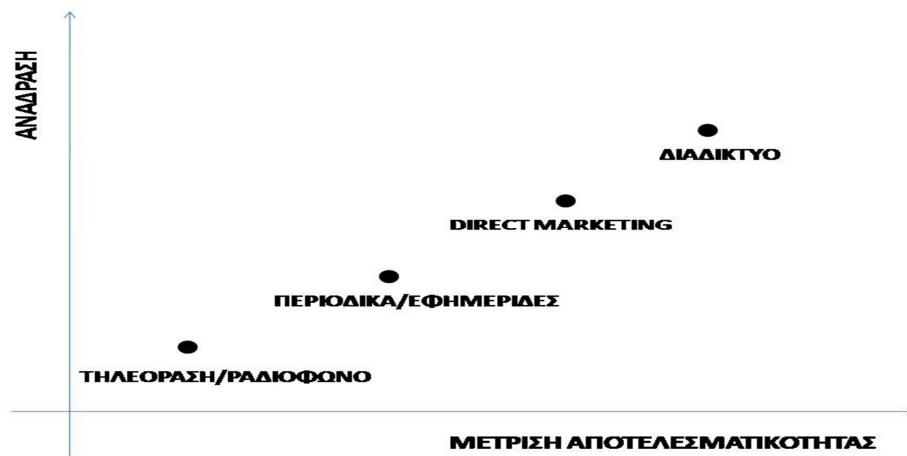 ΑΝΑΔΡΑΣΗ
ΔΙΑΔΙΚΤΥΟ
DIRECT MARKETING
ΠΕΡΙΟΔΙΚΑ/ΕΦΗΜΕΡΙΔΕΣ
ΤΗΛΕΟΡΑΣΗ/ΡΑΔΙΟΦΩΝΟ
ΜΕΤΡΙΣΗ ΑΠΟΤΕΛΕΣΜΑΤΙΚΟΤΗΤΑΣ